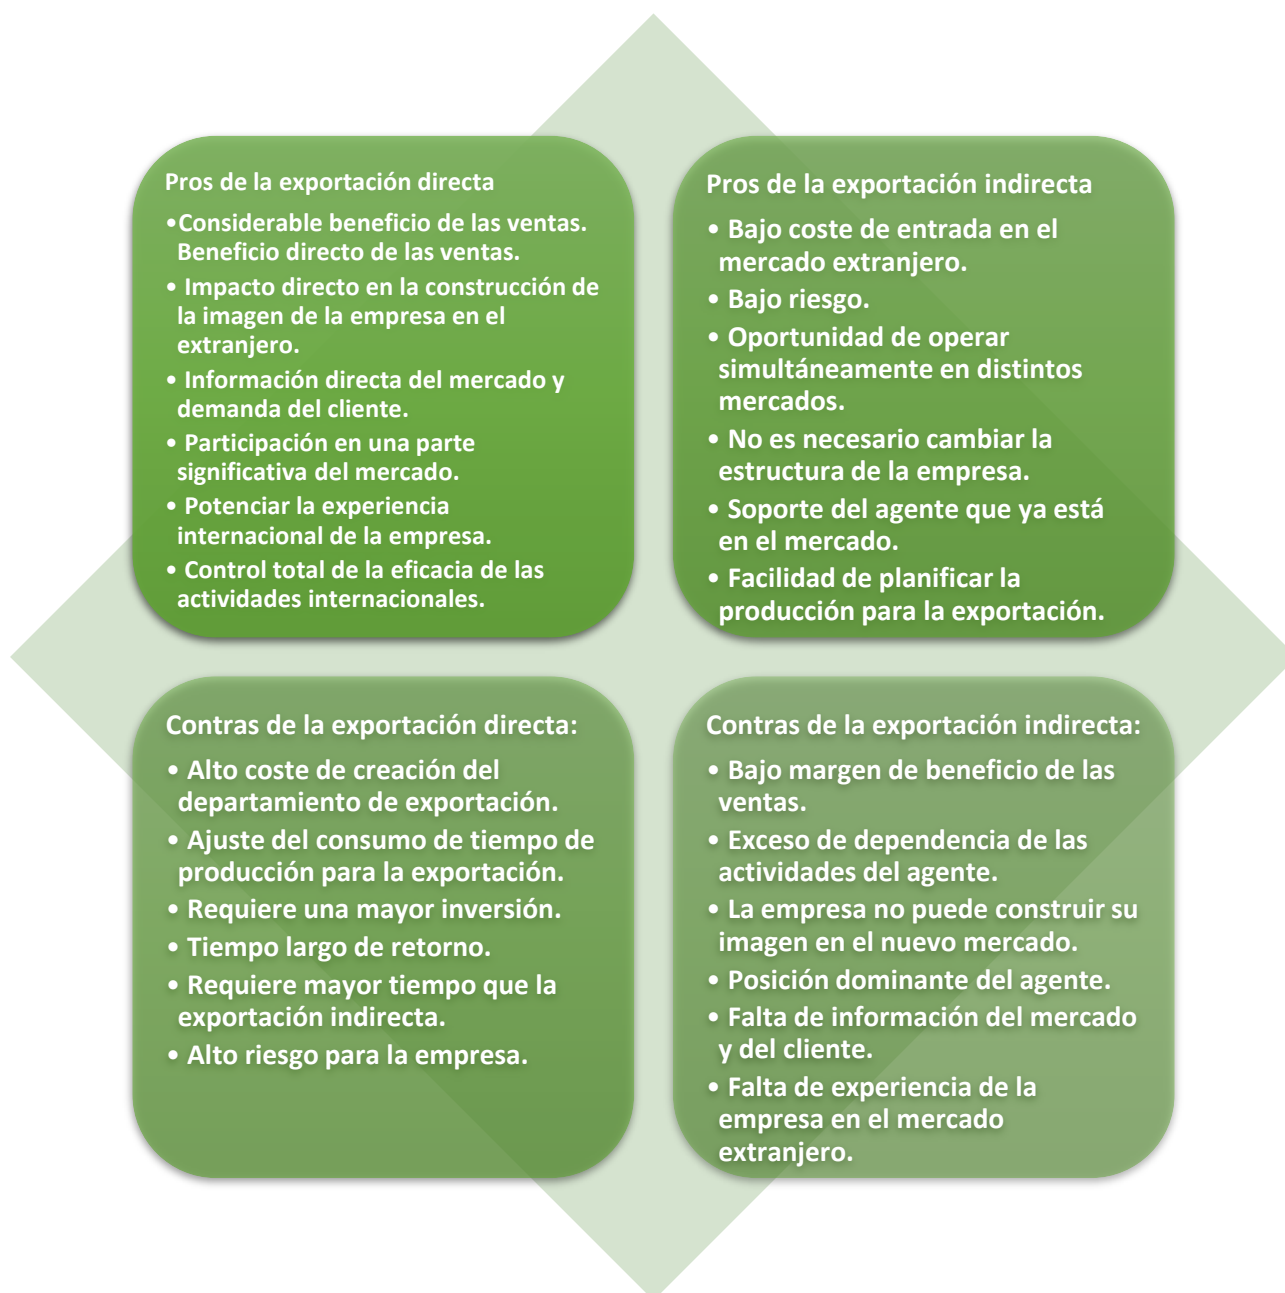 Pros de la exportación directa
•Considerable beneficio de las ventas.
Beneficio directo de las ventas.
• Impacto directo en la construcción de
la imagen de la empresa en el
extranjero.
• Información directa del mercado y
demanda del cliente.
• Participación en una parte
significativa del mercado.
• Potenciar la experiencia
internacional de la empresa.
• Control total de la eficacia de las
actividades internacionales.
Pros de la exportación indirecta
• Bajo coste de entrada en el
mercado extranjero.
• Bajo riesgo.
• Oportunidad de operar
simultáneamente en distintos
mercados.
• No es necesario cambiar la
estructura de la empresa.
• Soporte del agente que ya está
en el mercado.
• Facilidad de planificar la
producción para la exportación.
Contras de la exportación directa:
• Alto coste de creación del
departamento de exportación.
• Ajuste del consumo de tiempo de
producción para la exportación.
• Requiere una mayor inversión.
• Tiempo largo de retorno.
• Requiere mayor tiempo que la
exportación indirecta.
• Alto riesgo para la empresa.
Contras de la exportación indirecta:
• Bajo margen de beneficio de las
ventas.
• Exceso de dependencia de las
actividades del agente.
• La empresa no puede construir su
imagen en el nuevo mercado.
• Posición dominante del agente.
• Falta de información del mercado
y del cliente.
• Falta de experiencia de la
empresa en el mercado
extranjero.